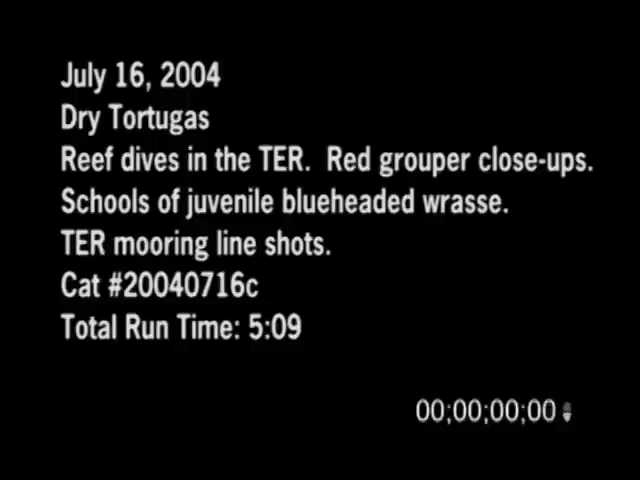 July 16, 2004
Dry Tortugas
Reef dives in the TER.  Red grouper close-ups.
Schools of juvenile blueheaded wrasse.
TER mooring line shots.
Cat #20040716c
Total Run Time: 5:09
00;00;00;00